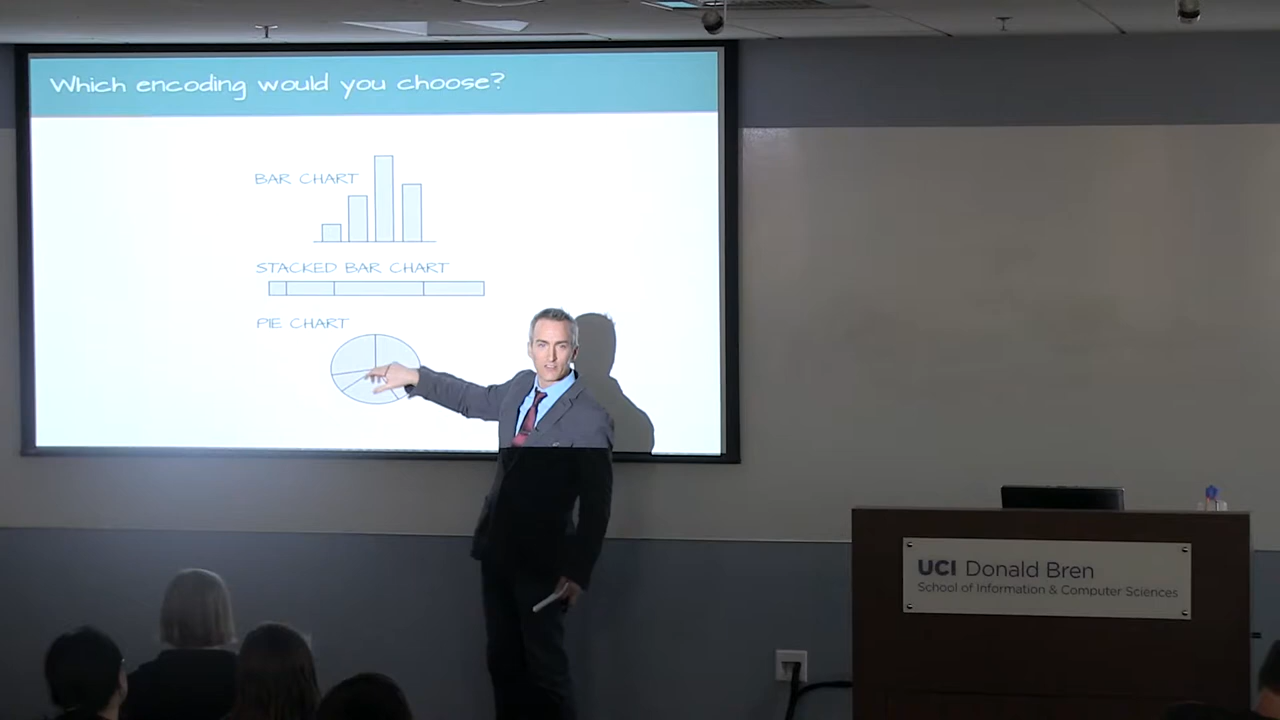 Which encoding would you choose?
BAR CHART
STACKED BAR CHART
PIE CHART
UCI Donald Bren
School of Information & Computer Sciences